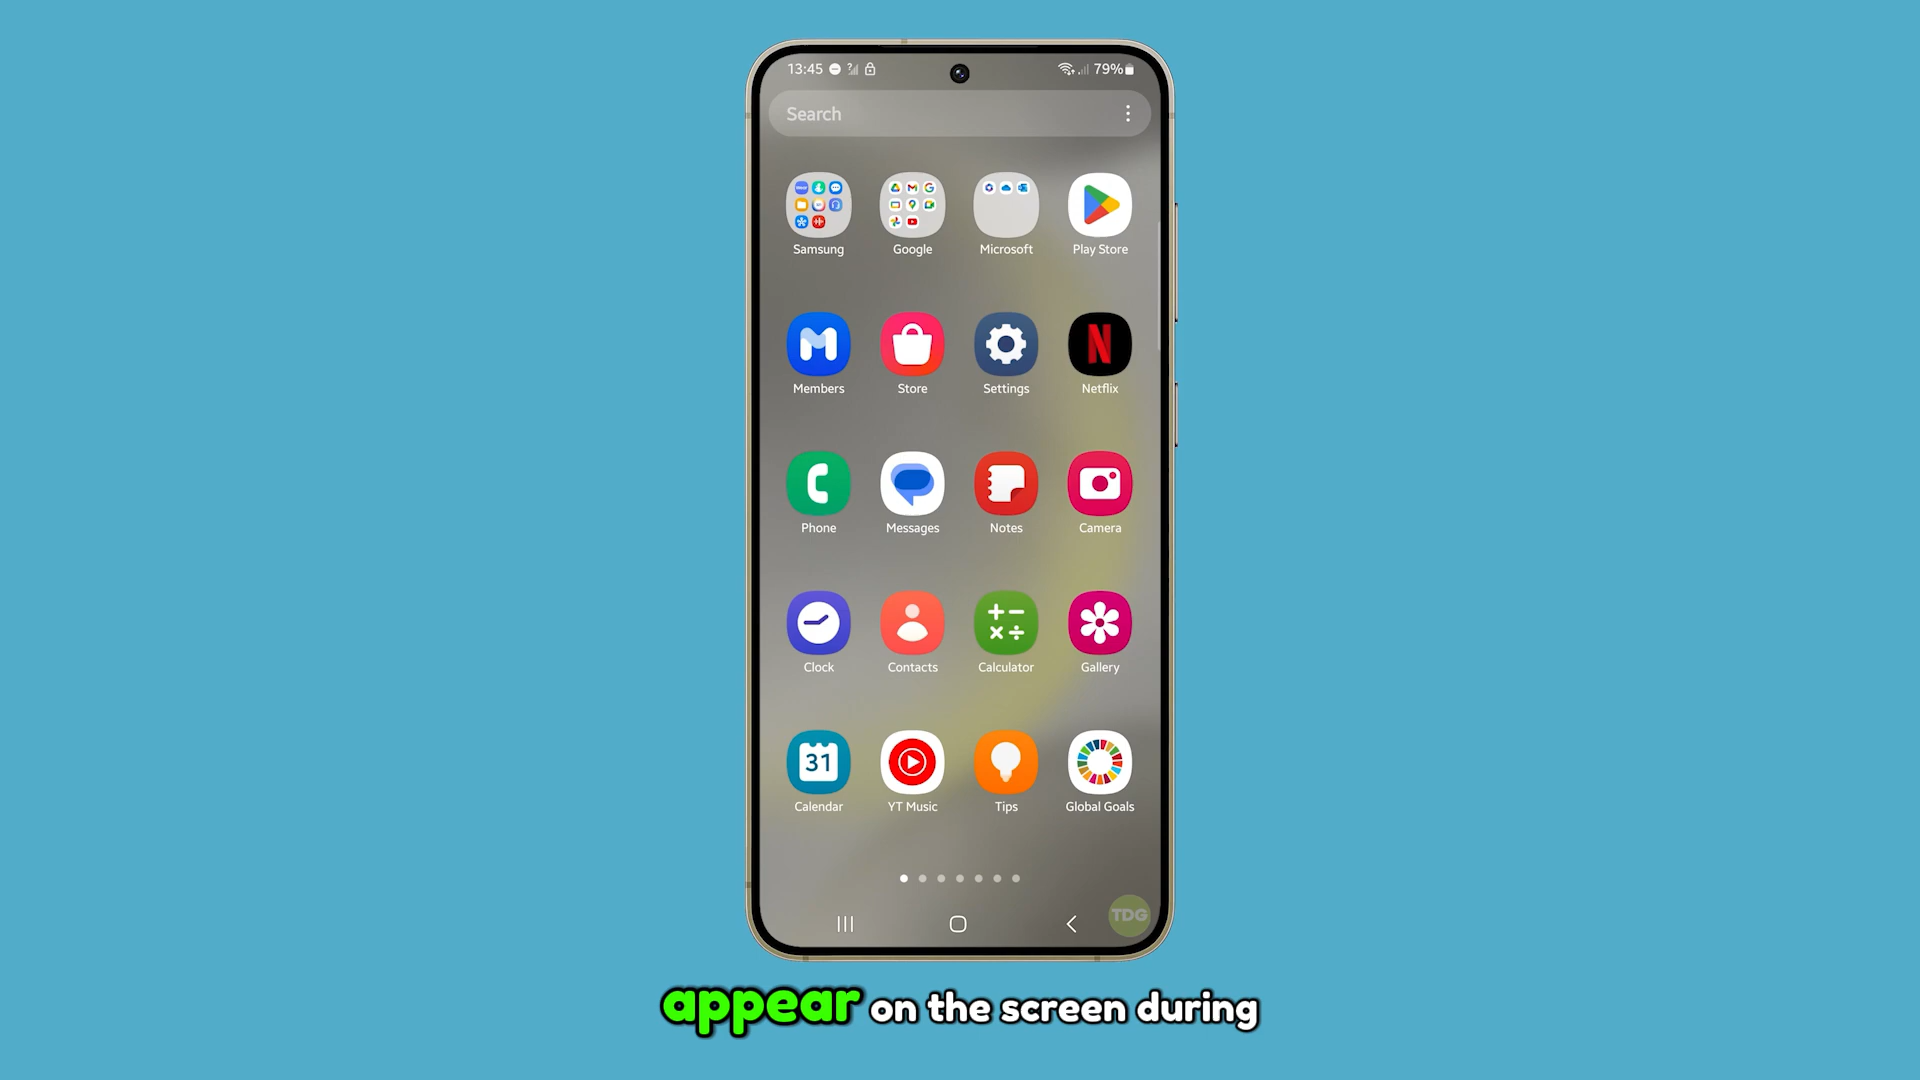 13:45 79%
Search
Samsung Google Microsoft Play Store
Members Store Settings Netflix
Phone Messages Notes Camera
Clock Contacts Calculator Gallery
31
Calendar YT Music Tips Global Goals
TDG
appear on the screen during